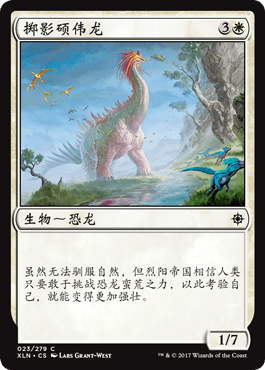 掷影硕伟龙 3
生物～恐龙
虽然无法驯服自然，但烈阳帝国相信人类
只要敢于挑战恐龙蛮荒之力，以此考验自
己，就能变得更加强壮。
1/7
023/279 C
XLN • CS Lars Grant-West
™ & © 2017 Wizards of the Coast